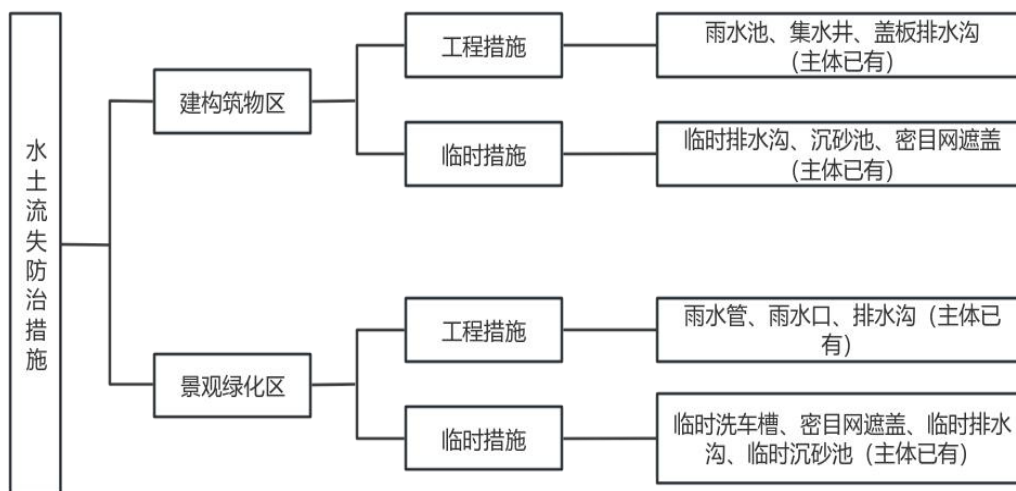 水土流失防治措施
建构筑物区
工程措施
雨水池、集水井、盖板排水沟
(主体已有)
临时措施
临时排水沟、沉砂池、密目网遮盖
(主体已有)
景观绿化区
工程措施
雨水管、雨水口、排水沟（主体已
有）
临时措施
临时洗车槽、密目网遮盖、临时排水
沟、临时沉砂池（主体已有）